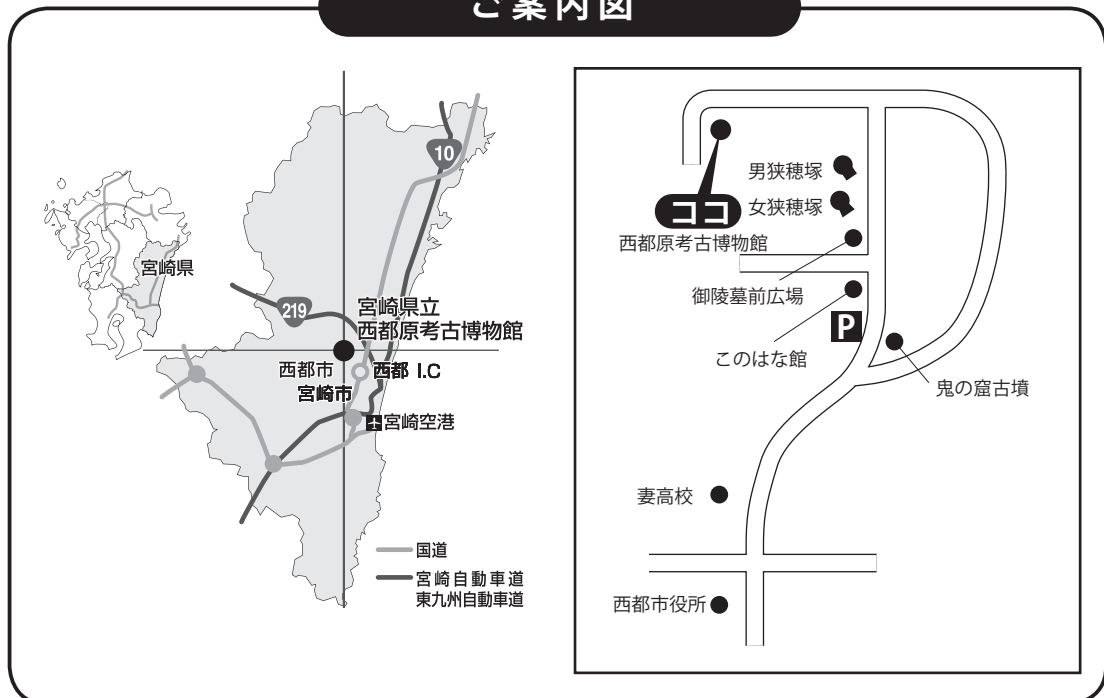 ご案内図
宮崎県
10
219
宮崎県立
西都原考古博物館
西都市
西都 I.C
宮崎市
宮崎空港
国道
宮崎自動車道
東九州自動車道
男狭穂塚
女狭穂塚
ココ
西都原考古博物館
御陵墓前広場
P
このはな館
鬼の窟古墳
妻高校
西都市役所